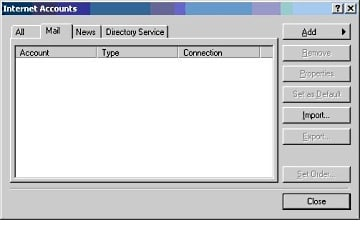 Internet Accounts
All Mail News Directory Service
Add
Account Type Connection
Remove
Properties
Set as Default
Import...
Export...
Set Order...
Close